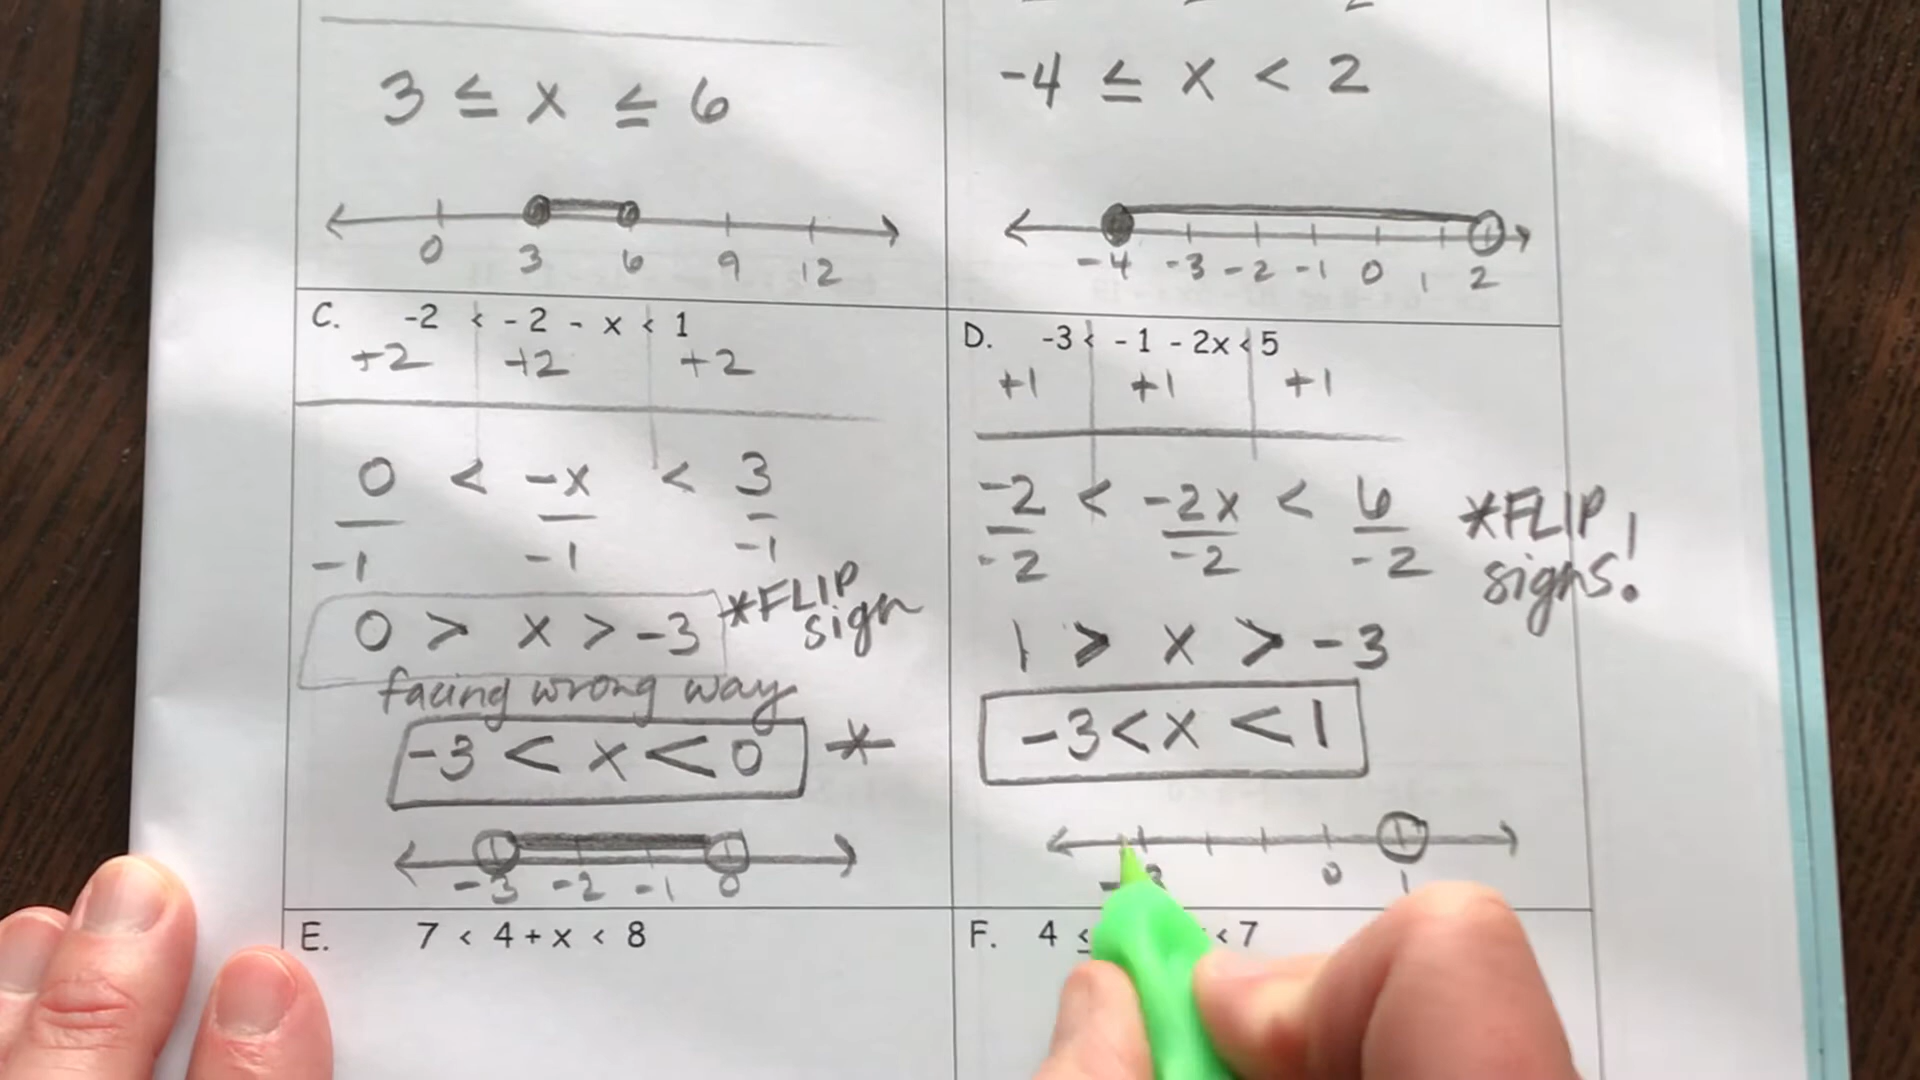 3 ≤ x ≤ 6
0 3 6 9 12
-4 ≤ x < 2
-4 -3 -2 -1 0 1 2
C. -2 < -2 - x < 1
+2 +2 +2
0 < -x < 3
-1 -1 -1
*FLIP
sign
0 > x > -3
facing wrong way
-3 < x < 0 *
-3 -2 -1 0
D. -3 < -1 - 2x < 5
+1 +1 +1
-2 < -2x < 6
-2 -2 -2
*FLIP
signs!
1 > x > -3
-3 < x < 1
0 1
E. 7 < 4 + x < 8
F. 4 ≤ < 7